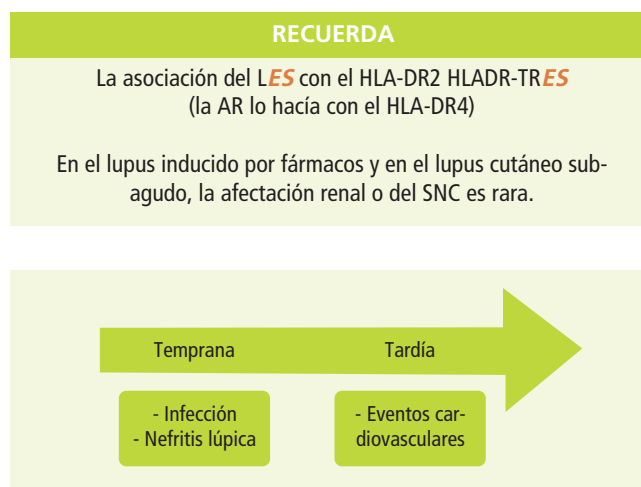 RECUERDA
La asociación del LES con el HLA-DR2 HLADR-TRES
(la AR lo hacía con el HLA-DR4)
En el lupus inducido por fármacos y en el lupus cutáneo sub-
agudo, la afectación renal o del SNC es rara.
Temprana
Tardía
- Infección
- Nefritis lúpica
- Eventos car-
diovasculares